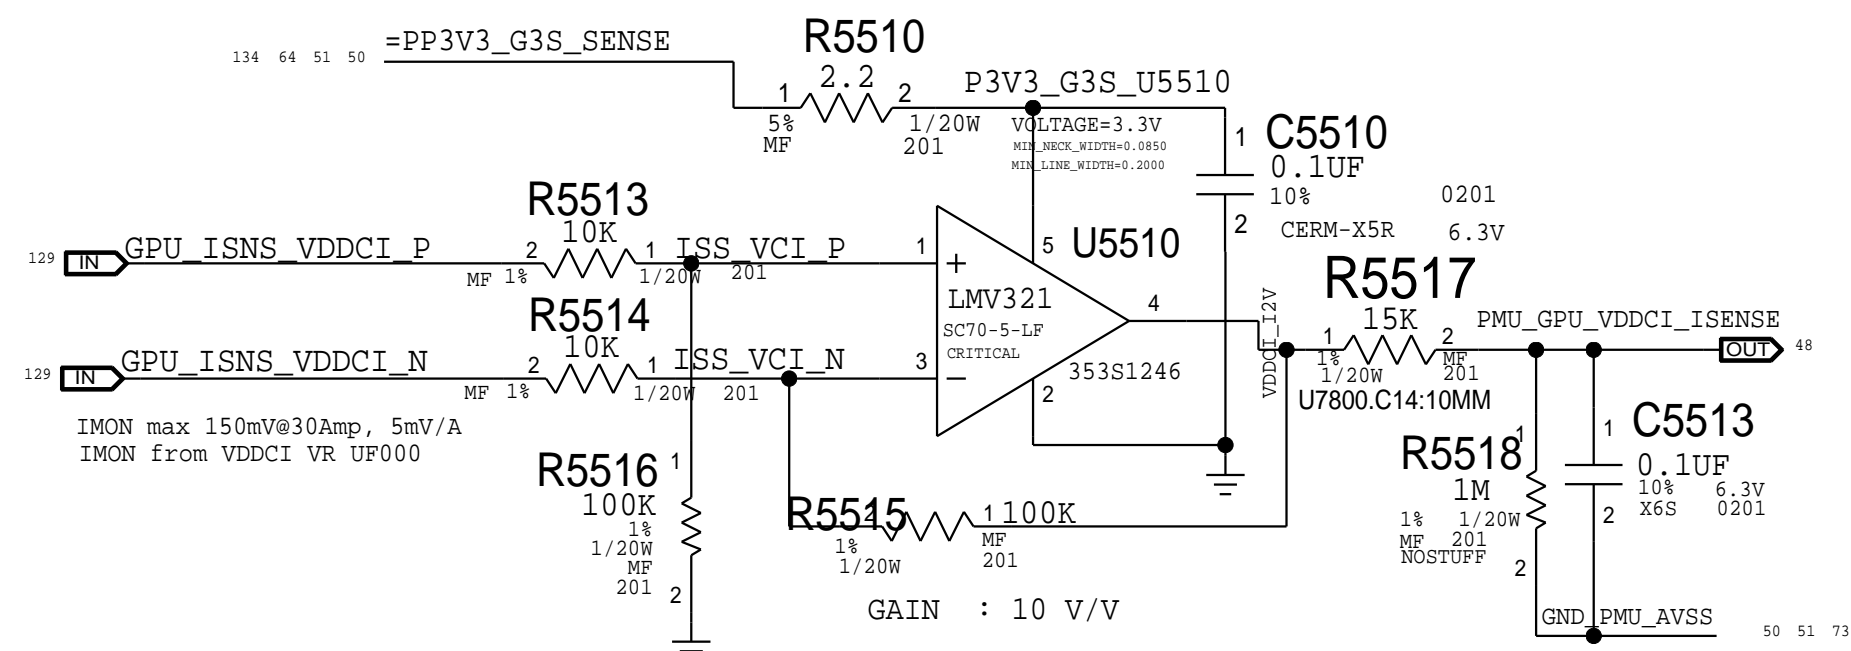 =PP3V3_G3S_SENSE
134 64 51 50
R5510
2.2
1
2
5%
MF
1/20W
201
P3V3_G3S_U5510
VOLTAGE=3.3V
MIN_NECK_WIDTH=0.0850
MIN_LINE_WIDTH=0.2000
1
C5510
0.1UF
10%
0201
2
CERM-X5R
6.3V
R5513
10K
129
IN
GPU_ISNS_VDDCI_P
2
1
ISS_VCI_P
MF 1%
1/20W
201
1
+
5
U5510
LMV321
SC70-5-LF
CRITICAL
4
353S1246
2
R5514
10K
129
IN
GPU_ISNS_VDDCI_N
2
1
ISS_VCI_N
MF 1%
1/20W
201
3
−
IMON max 150mV@30Amp, 5mV/A
IMON from VDDCI VR UF000
VDDCI_I2V
R5517
15K
1
2
1%
1/20W
MF
201
U7800.C14:10MM
PMU_GPU_VDDCI_ISENSE
OUT
48
R5516
1
100K
1%
1/20W
MF
201
2
R5515
2
1
100K
1%
1/20W
MF
201
GAIN : 10 V/V
R5518
1
1M
1% 1/20W
MF 201
NOSTUFF
2
1
C5513
0.1UF
10% 6.3V
X6S 0201
2
GND_PMU_AVSS
50 51 73